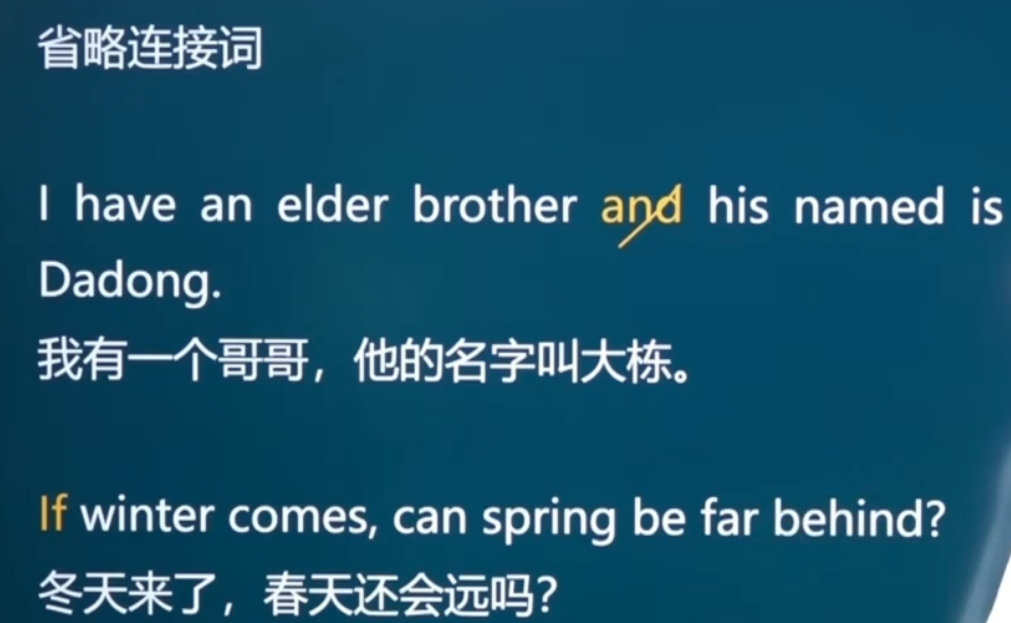 省略连接词
I have an elder brother and his named is
Dadong.
我有一个哥哥，他的名字叫大栋。
If winter comes, can spring be far behind?
冬天来了，春天还会远吗？